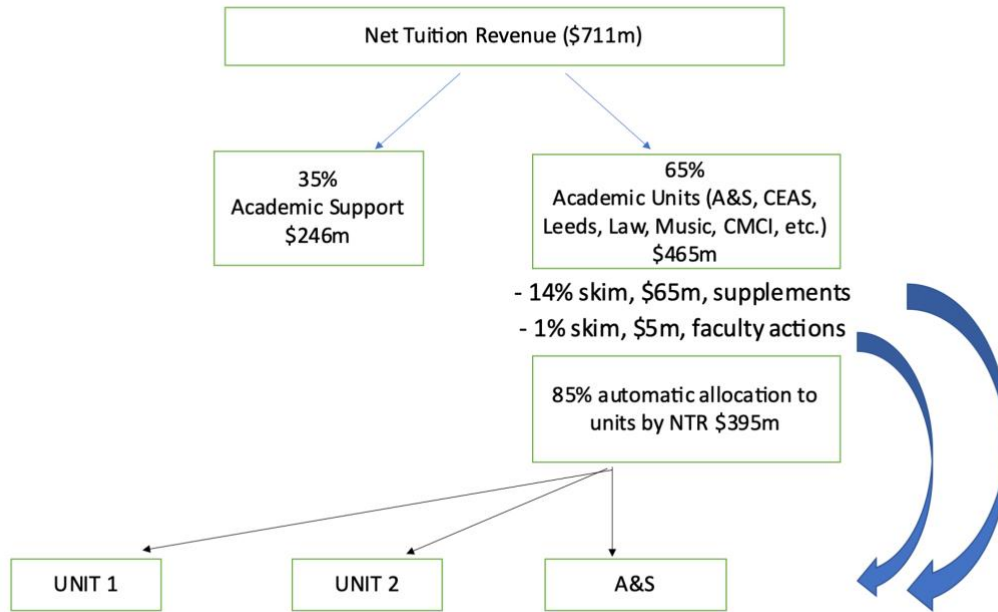 Net Tuition Revenue ($711m)
35%
Academic Support
$246m
65%
Academic Units (A&S, CEAS,
Leeds, Law, Music, CMCI, etc.)
$465m
- 14% skim, $65m, supplements
- 1% skim, $5m, faculty actions
85% automatic allocation to
units by NTR $395m
UNIT 1
UNIT 2
A&S